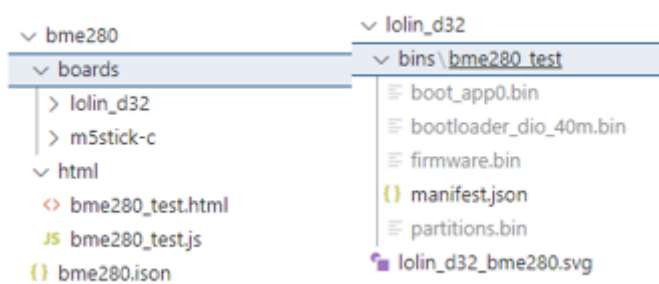 bme280
boards
lolin_d32
m5stick-c
html
<> bme280_test.html
JS bme280_test.js
{} bme280.json
lolin_d32
bins\bme280_test
boot_app0.bin
bootloader_dio_40m.bin
firmware.bin
{} manifest.json
partitions.bin
lolin_d32_bme280.svg